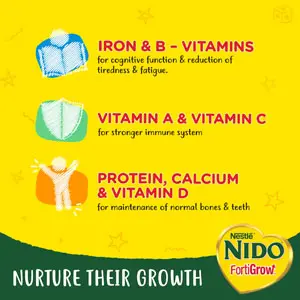 IRON & B – VITAMINS
for cognitive function & reduction of
tiredness & fatigue.
VITAMIN A & VITAMIN C
for stronger immune system
PROTEIN, CALCIUM
& VITAMIN D
for maintenance of normal bones & teeth
Nestlé
NIDO
FortiGrow
NURTURE THEIR GROWTH